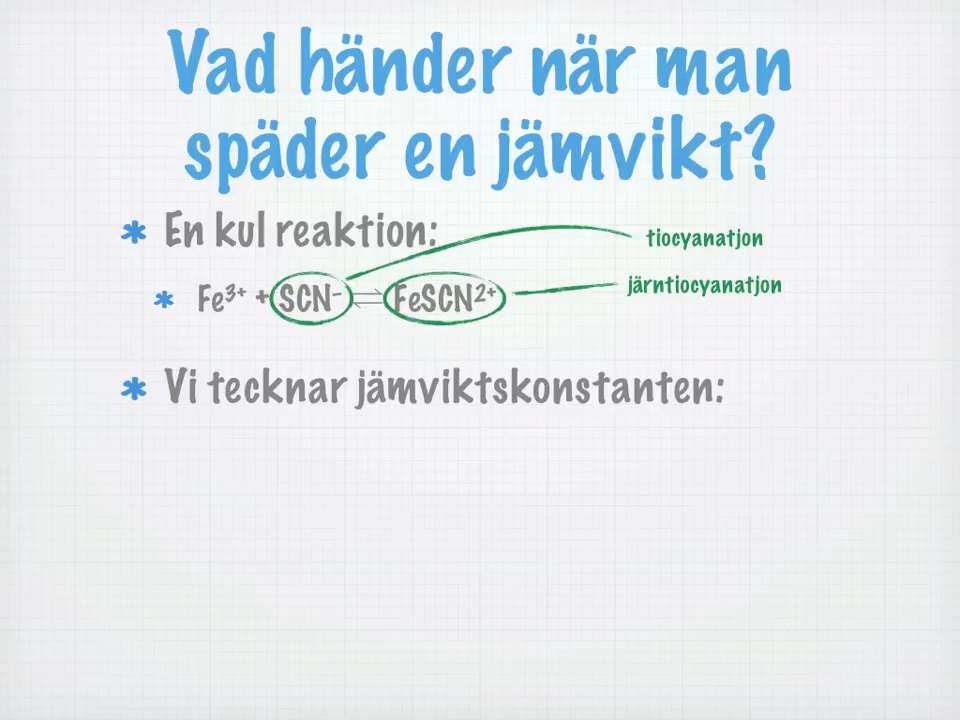 Vad händer när man
späder en jämvikt?
* En kul reaktion:
tiocyanatjon
* Fe³⁺ + SCN⁻ ⇌ FeSCN²⁺
järntiocyanatjon
* Vi tecknar jämviktskonstanten: